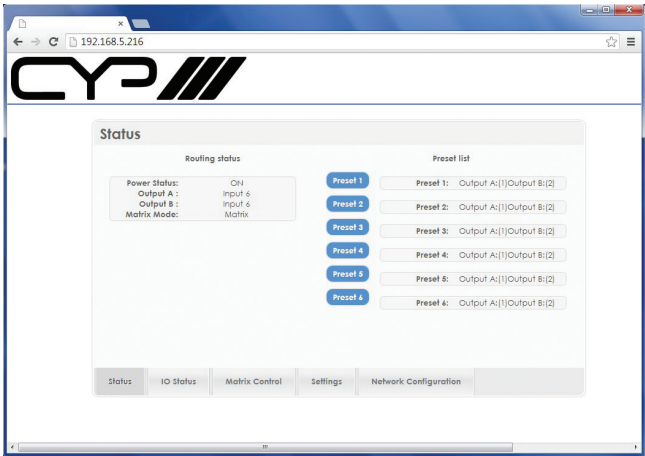 192.168.5.216
CYP
Status
Routing status
Power Status: ON
Output A : Input 6
Output B : Input 6
Matrix Mode: Matrix
Preset list
Preset 1 Preset 1: Output A:(1)Output B:(2)
Preset 2 Preset 2: Output A:(1)Output B:(2)
Preset 3 Preset 3: Output A:(1)Output B:(2)
Preset 4 Preset 4: Output A:(1)Output B:(2)
Preset 5 Preset 5: Output A:(1)Output B:(2)
Preset 6 Preset 6: Output A:(1)Output B:(2)
Status IO Status Matrix Control Settings Network Configuration